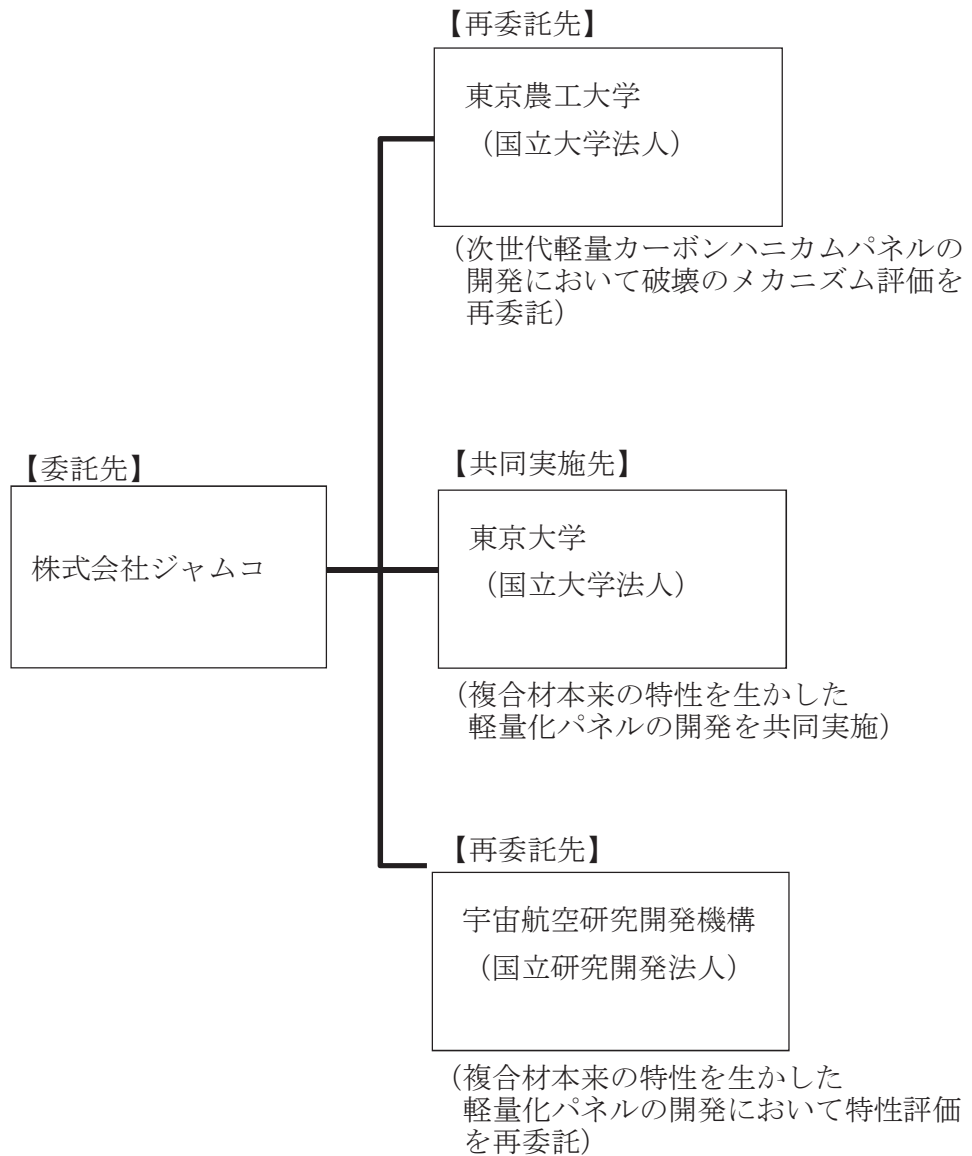 【再委託先】
東京農工大学
（国立大学法人）
（次世代軽量カーボンハニカムパネルの
開発において破壊のメカニズム評価を
再委託）
【委託先】
株式会社ジャムコ
【共同実施先】
東京大学
（国立大学法人）
（複合材本来の特性を生かした
軽量化パネルの開発を共同実施）
【再委託先】
宇宙航空研究開発機構
（国立研究開発法人）
（複合材本来の特性を生かした
軽量化パネルの開発において特性評価
を再委託）